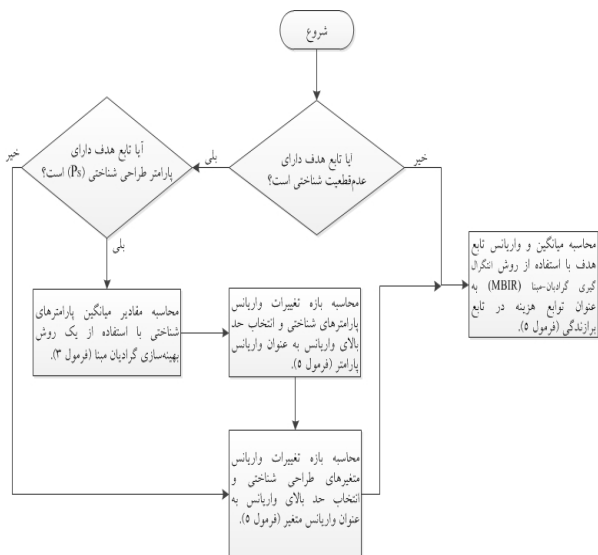 شروع
آیا تابع هدف دارای
عدم‌قطعیت شناختی است؟
بلی
خیر
آیا تابع هدف دارای
پارامتر طراحی شناختی (Ps) است؟
خیر
بلی
محاسبه مقادیر میانگین پارامترهای
شناختی با استفاده از یک روش
بهینه‌سازی گرادیان مبنا (فرمول ۳).
محاسبه بازه تغییرات واریانس
پارامترهای شناختی و انتخاب حد
بالای واریانس به عنوان واریانس
پارامتر (فرمول ۵).
محاسبه بازه تغییرات واریانس
متغیرهای طراحی شناختی و
انتخاب حد بالای واریانس به
عنوان واریانس متغیر (فرمول ۵).
محاسبه میانگین و واریانس تابع
هدف با استفاده از روش انتگرال
گیری گرادیان-مبنا (MBIR) به
عنوان توابع هزینه در تابع
برازندگی (فرمول ۵).